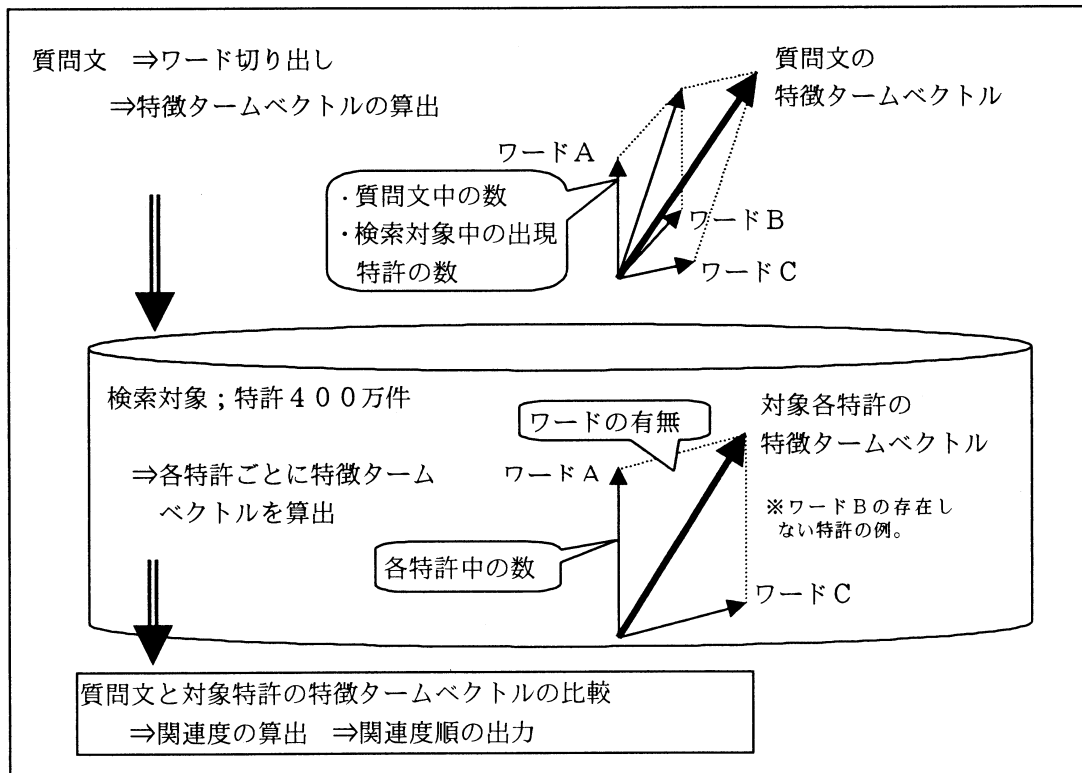 質問文　⇒ワード切り出し
⇒特徴タームベクトルの算出
質問文の
特徴タームベクトル
ワードA
・質問文中の数
・検索対象中の出現
特許の数
ワードB
ワードC
検索対象；特許４００万件
⇒各特許ごとに特徴ターム
ベクトルを算出
ワードの有無
対象各特許の
特徴タームベクトル
ワードA
※ワードBの存在し
ない特許の例。
各特許中の数
ワードC
質問文と対象特許の特徴タームベクトルの比較
⇒関連度の算出　⇒関連度順の出力